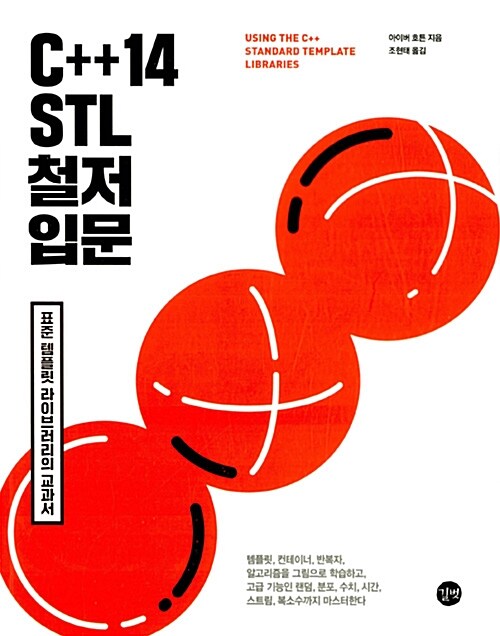 C++14
STL
철저
입문
USING THE C++
STANDARD TEMPLATE
LIBRARIES
아이버 호튼 지음
조현태 옮김
표준 템플릿 라이브러리의 교과서
템플릿, 컨테이너, 반복자,
알고리즘을 그림으로 학습하고,
고급 기능인 랜덤, 분포, 수치, 시간,
스트림, 복소수까지 마스터한다
길벗